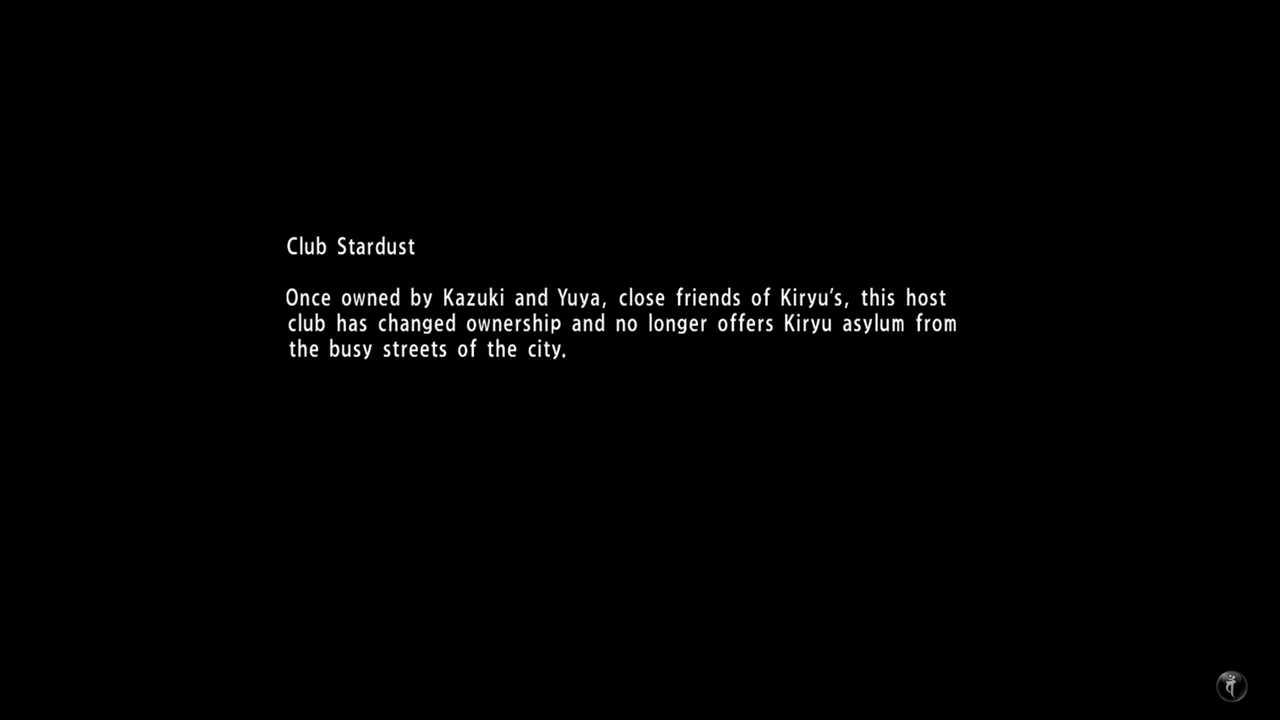 Club Stardust
Once owned by Kazuki and Yuya, close friends of Kiryu's, this host
club has changed ownership and no longer offers Kiryu asylum from
the busy streets of the city.